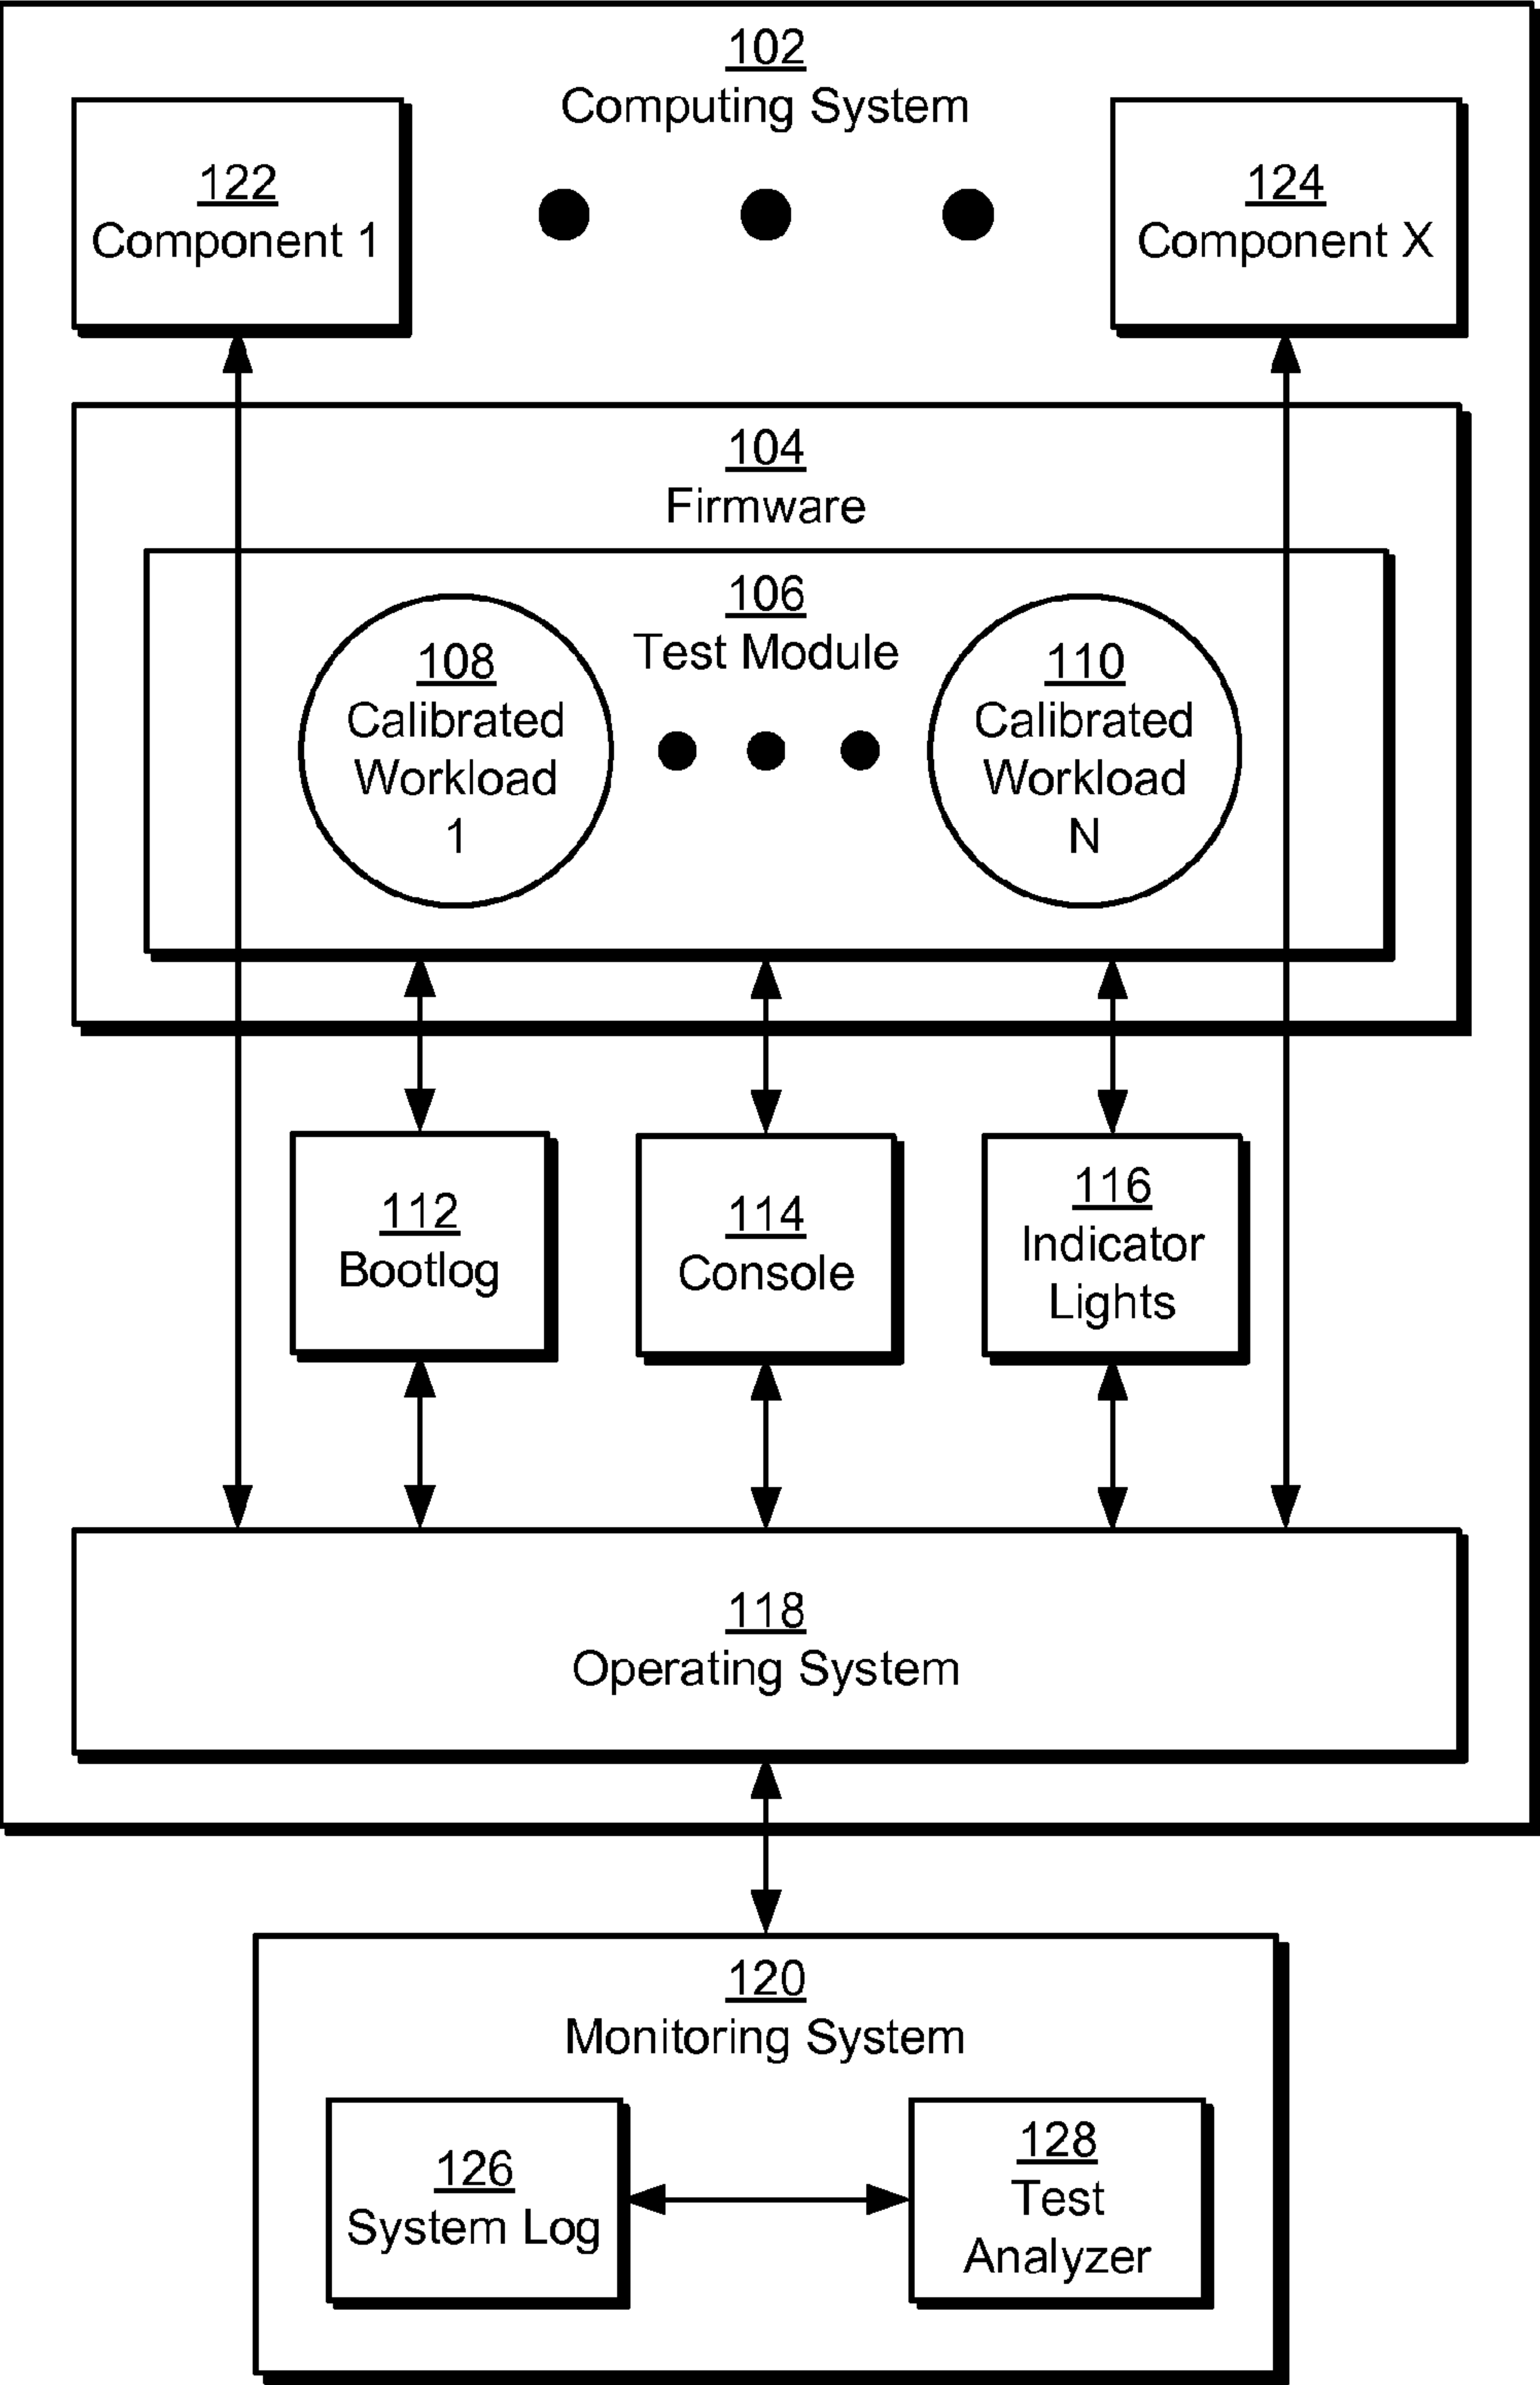 102
Computing System
122
Component 1
124
Component X
104
Firmware
106
Test Module
108
Calibrated
Workload
1
110
Calibrated
Workload
N
112
Bootlog
114
Console
116
Indicator
Lights
118
Operating System
120
Monitoring System
126
System Log
128
Test
Analyzer